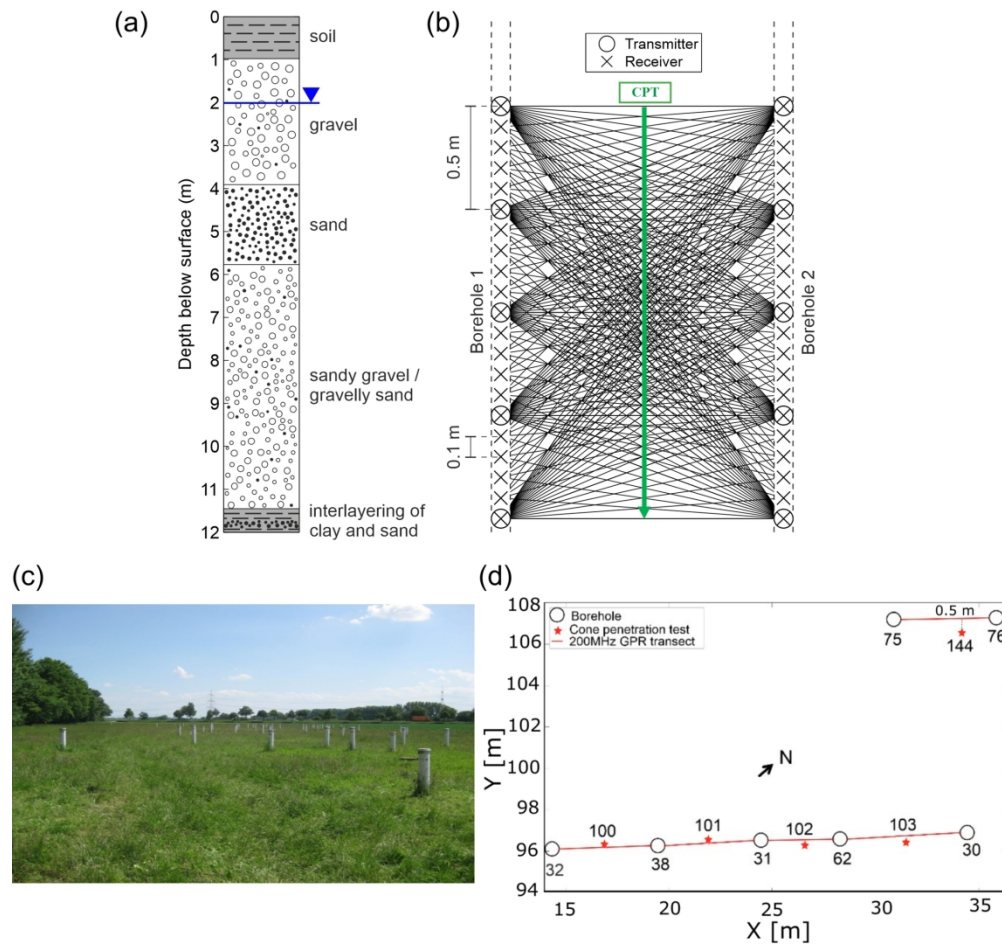 (a)
0
1
2
3
4
5
6
7
8
9
10
11
12
Depth below surface (m)
soil
gravel
sand
sandy gravel /
gravelly sand
interlayering of
clay and sand
(b)
Transmitter
Receiver
CPT
0.5 m
0.1 m
Borehole 1
Borehole 2
(c)
(d)
108
106
104
102
100
98
96
94
Y [m]
Borehole
Cone penetration test
200MHz GPR transect
0.5 m
75
144
76
N
100
101
102
103
32
38
31
62
30
15
20
25
30
35
X [m]